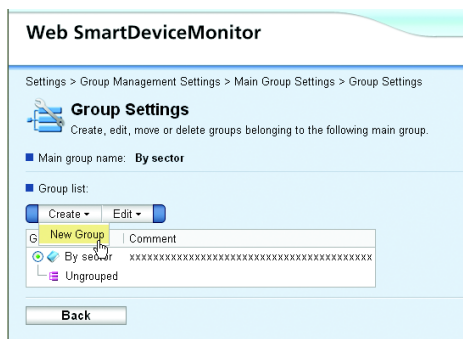 Web SmartDeviceMonitor
Settings > Group Management Settings > Main Group Settings > Group Settings
Group Settings
Create, edit, move or delete groups belonging to the following main group.
Main group name: By sector
Group list:
Create Edit
New Group
G Comment
By sector xxxxxxxxxxxxxxxxxxxxxxxxxxxxxxxxxxxxxxxxx
Ungrouped
Back